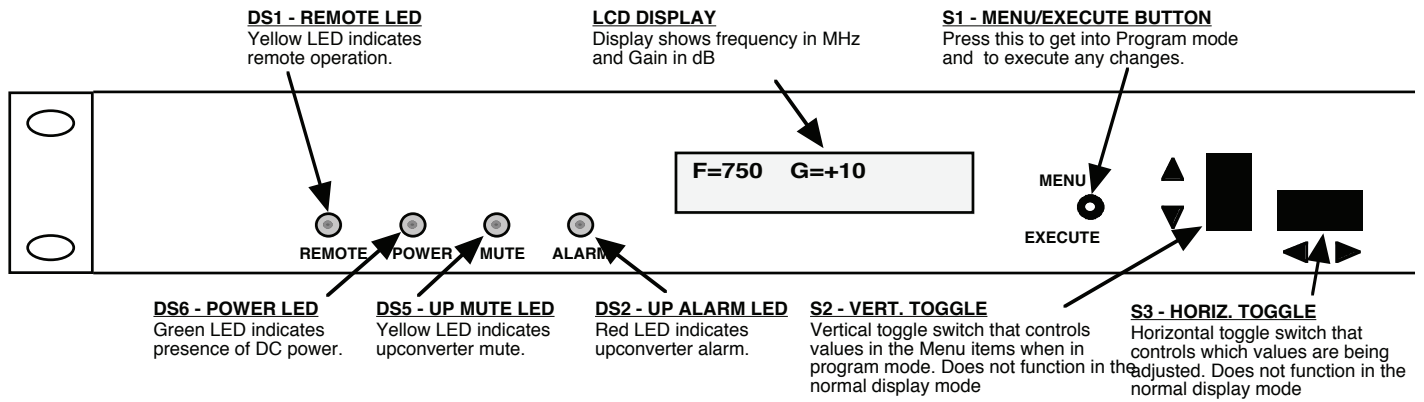 DS1 - REMOTE LED
Yellow LED indicates
remote operation.
LCD DISPLAY
Display shows frequency in MHz
and Gain in dB
S1 - MENU/EXECUTE BUTTON
Press this to get into Program mode
and to execute any changes.
F=750 G=+10
MENU
EXECUTE
REMOTE
POWER
MUTE
ALARM
DS6 - POWER LED
Green LED indicates
presence of DC power.
DS5 - UP MUTE LED
Yellow LED indicates
upconverter mute.
DS2 - UP ALARM LED
Red LED indicates
upconverter alarm.
S2 - VERT. TOGGLE
Vertical toggle switch that controls
values in the Menu items when in
program mode. Does not function in the
normal display mode
S3 - HORIZ. TOGGLE
Horizontal toggle switch that
controls which values are being
adjusted. Does not function in the
normal display mode